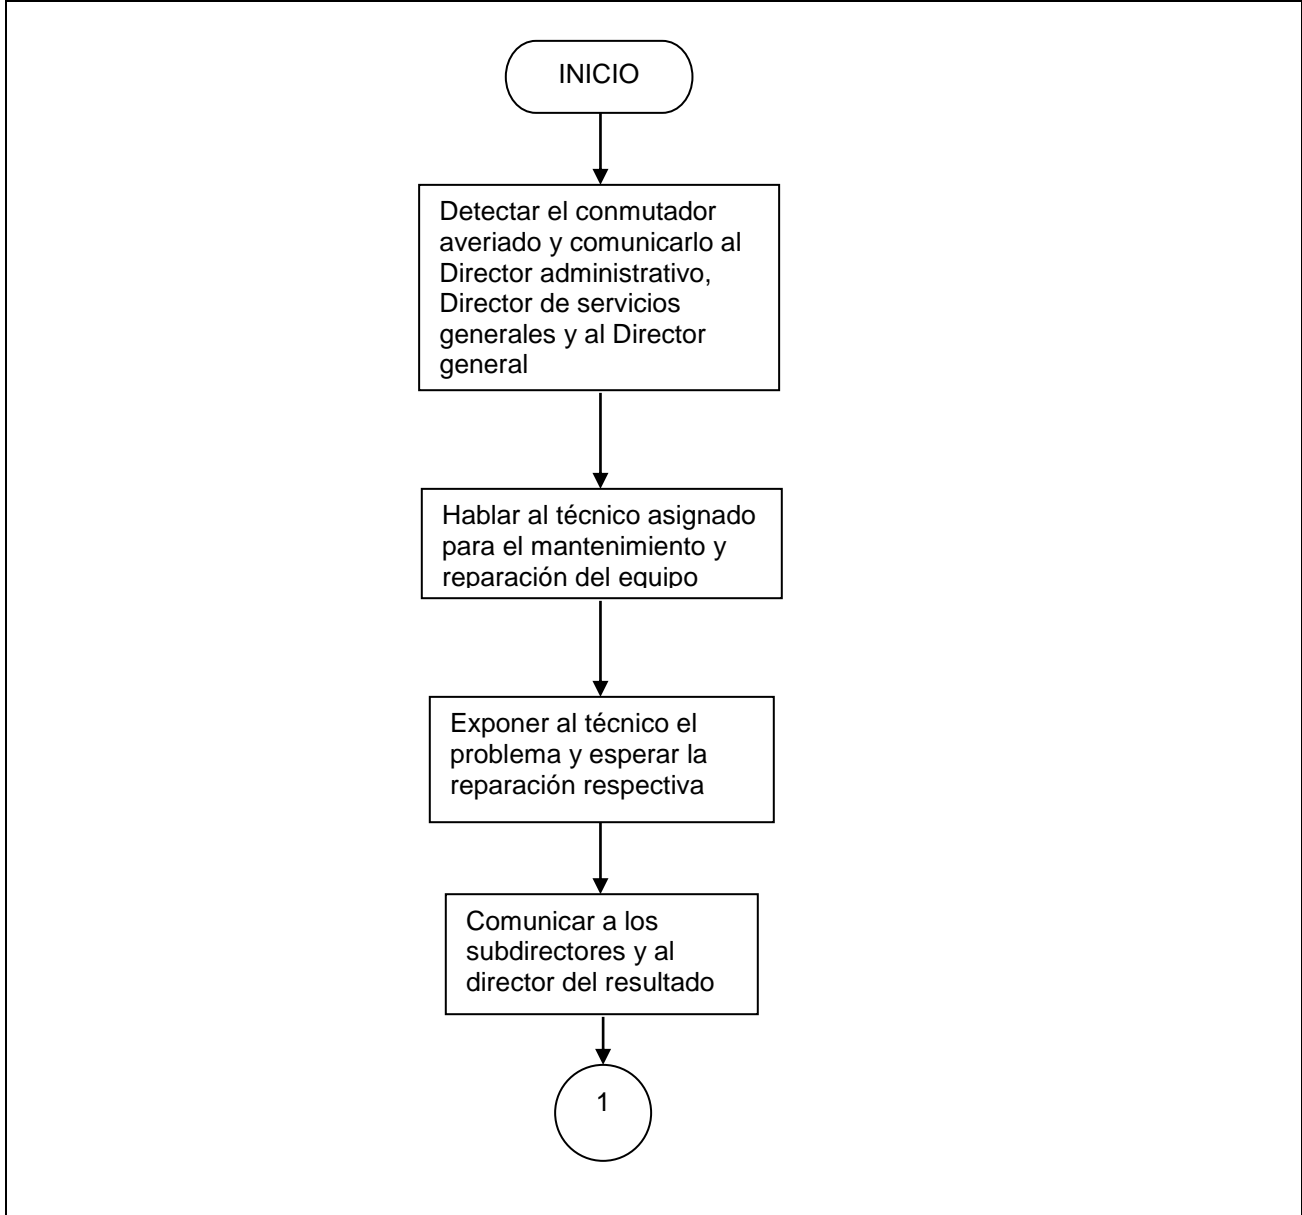 INICIO
Detectar el conmutador
averiado y comunicarlo al
Director administrativo,
Director de servicios
generales y al Director
general
Hablar al técnico asignado
para el mantenimiento y
reparación del equipo
Exponer al técnico el
problema y esperar la
reparación respectiva
Comunicar a los
subdirectores y al
director del resultado
1